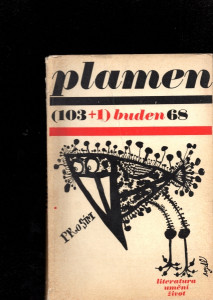 plamen
(103+1) buden 68
literatura
umění
život